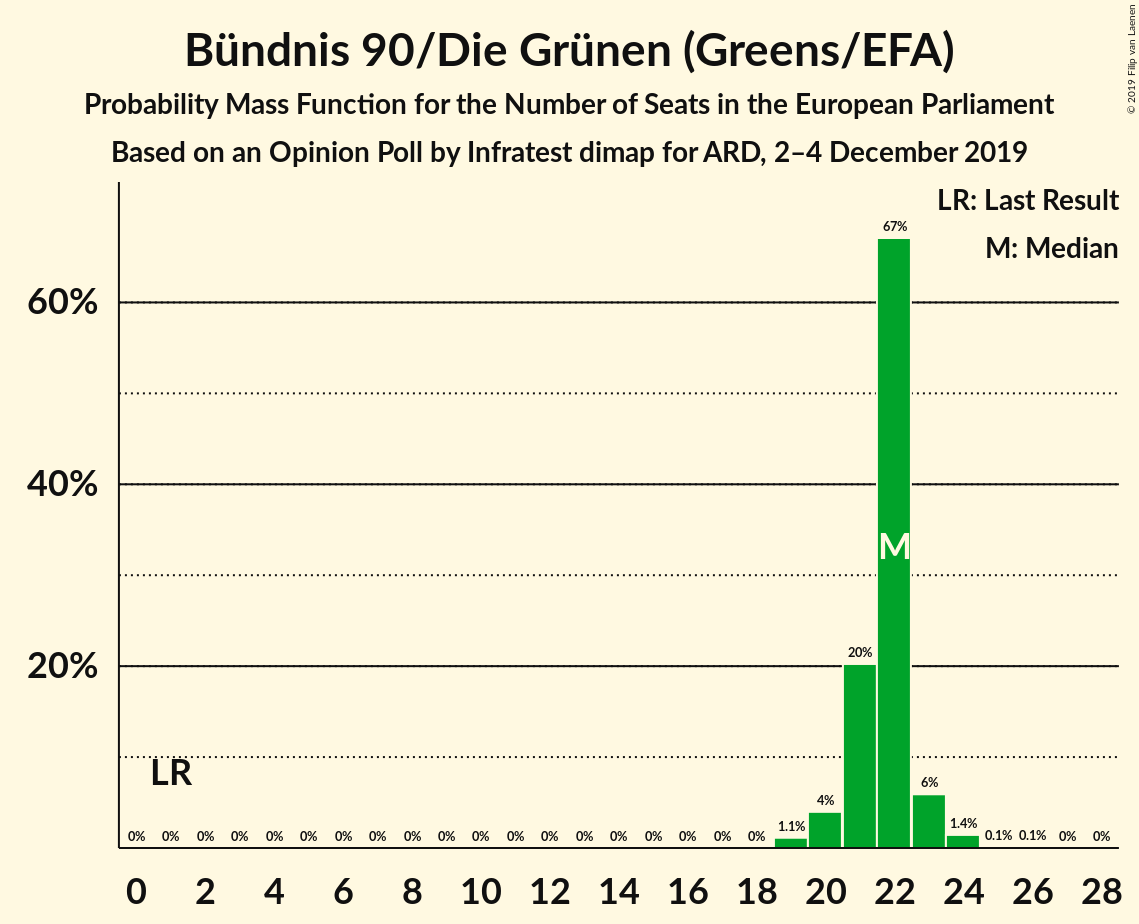 © 2019 Filip van Laenen
Bündnis 90/Die Grünen (Greens/EFA)
Probability Mass Function for the Number of Seats in the European Parliament
Based on an Opinion Poll by Infratest dimap for ARD, 2–4 December 2019
LR: Last Result
M: Median
67%
60%
40%
M
20%
20%
LR
6%
4%
1.4%
1.1%
0% 0% 0% 0% 0% 0% 0% 0% 0% 0% 0% 0% 0% 0% 0% 0% 0% 0% 0% 0.1% 0.1% 0% 0%
0 2 4 6 8 10 12 14 16 18 20 22 24 26 28